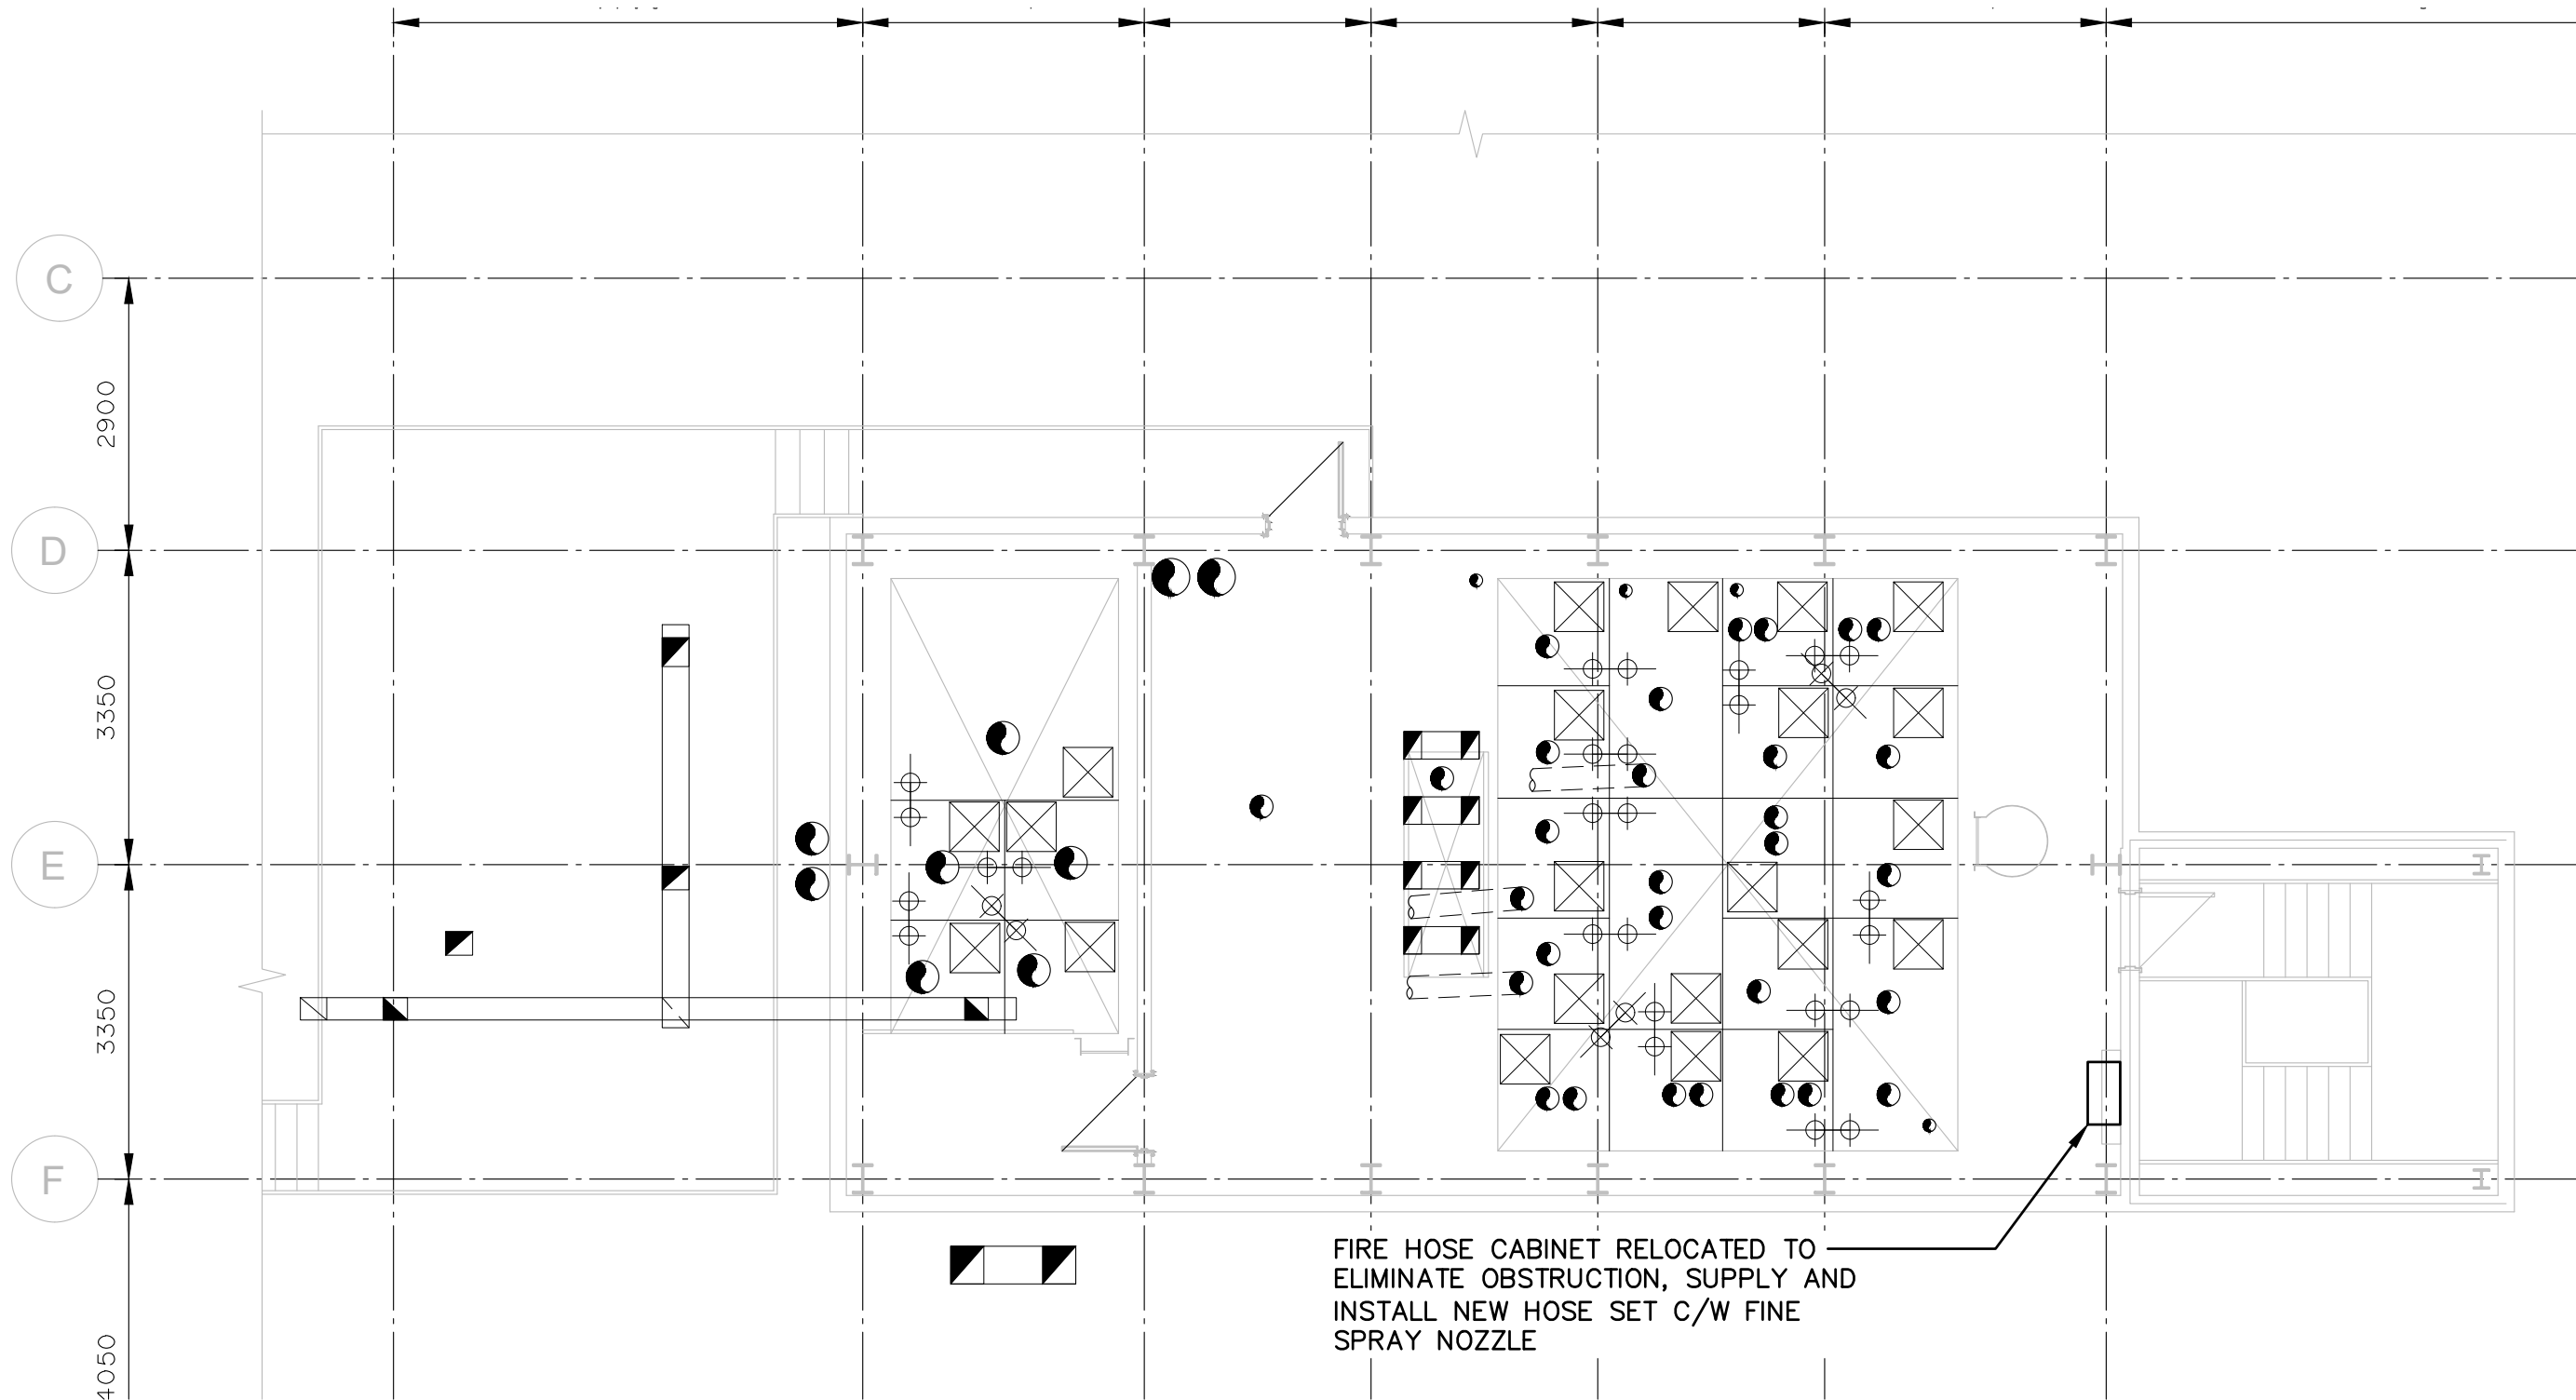 C
2900
D
3350
E
3350
F
4050
FIRE HOSE CABINET RELOCATED TO
ELIMINATE OBSTRUCTION, SUPPLY AND
INSTALL NEW HOSE SET C/W FINE
SPRAY NOZZLE